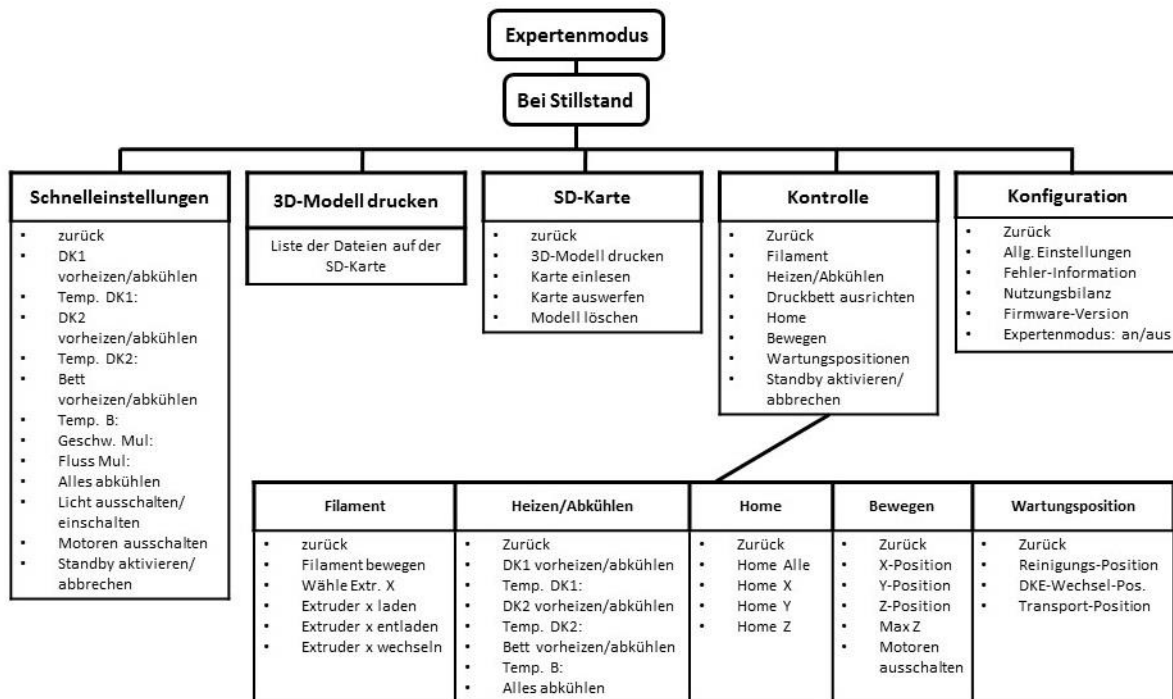 Expertenmodus
Bei Stillstand
Schnelleinstellungen
▪ zurück
▪ DK1
vorheizen/abkühlen
▪ Temp. DK1:
▪ DK2
vorheizen/abkühlen
▪ Temp. DK2:
▪ Bett
vorheizen/abkühlen
▪ Temp. B:
▪ Geschw. Mul:
▪ Fluss Mul:
▪ Alles abkühlen
▪ Licht ausschalten/
einschalten
▪ Motoren ausschalten
▪ Standby aktivieren/
abbrechen
3D-Modell drucken
Liste der Dateien auf der
SD-Karte
SD-Karte
▪ zurück
▪ 3D-Modell drucken
▪ Karte einlesen
▪ Karte auswerfen
▪ Modell löschen
Kontrolle
▪ Zurück
▪ Filament
▪ Heizen/Abkühlen
▪ Druckbett ausrichten
▪ Home
▪ Bewegen
▪ Wartungspositionen
▪ Standby aktivieren/
abbrechen
Konfiguration
▪ Zurück
▪ Allg. Einstellungen
▪ Fehler-Information
▪ Nutzungsbilanz
▪ Firmware-Version
▪ Expertenmodus: an/aus
Filament
▪ zurück
▪ Filament bewegen
▪ Wähle Extr. X
▪ Extruder x laden
▪ Extruder x entladen
▪ Extruder x wechseln
Heizen/Abkühlen
▪ Zurück
▪ DK1 vorheizen/abkühlen
▪ Temp. DK1:
▪ DK2 vorheizen/abkühlen
▪ Temp. DK2:
▪ Bett vorheizen/abkühlen
▪ Temp. B:
▪ Alles abkühlen
Home
▪ Zurück
▪ Home Alle
▪ Home X
▪ Home Y
▪ Home Z
Bewegen
▪ Zurück
▪ X-Position
▪ Y-Position
▪ Z-Position
▪ Max Z
▪ Motoren
ausschalten
Wartungsposition
▪ Zurück
▪ Reinigungs-Position
▪ DKE-Wechsel-Pos.
▪ Transport-Position